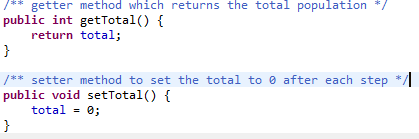 /** getter method which returns the total population */
public int getTotal() {
    return total;
}

/** setter method to set the total to 0 after each step */
public void setTotal() {
    total = 0;
}